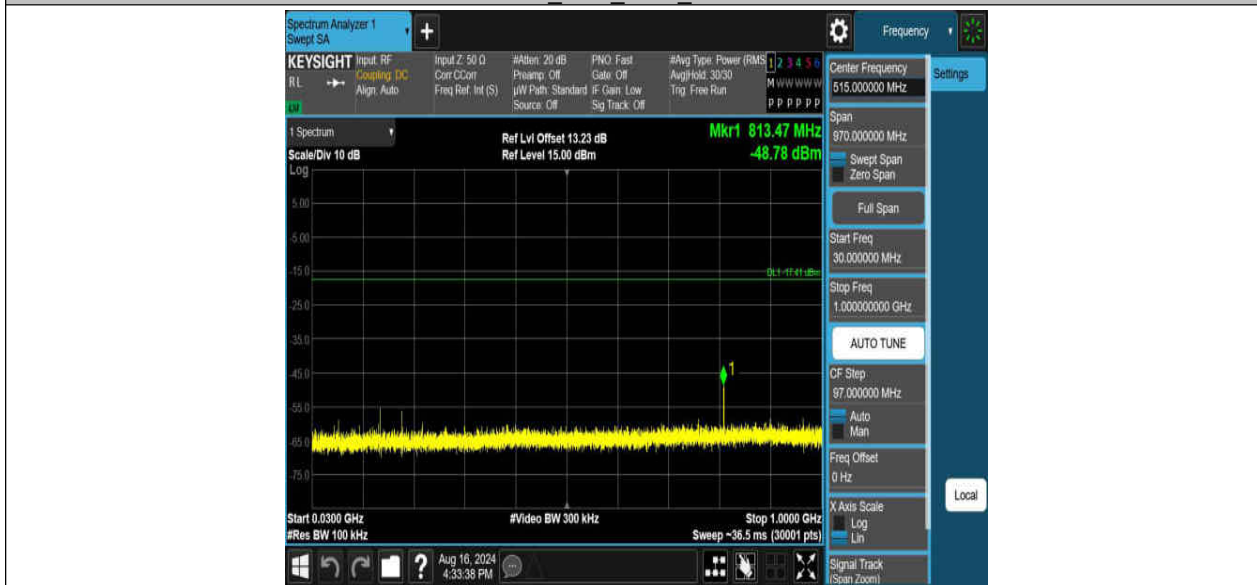 Spectrum Analyzer 1
Swept SA
+
Frequency
KEYSIGHT
RL
Input: RF
Coupling: DC
Align: Auto
Input Z: 50 Ω
Corr CCorr
Freq Ref: Int (S)
#Atten: 20 dB
Preamp: Off
µW Path: Standard
Source: Off
PNO: Fast
Gate: Off
IF Gain: Low
Sig Track: Off
#Avg Type: Power (RMS
Avg|Hold: 30/30
Trig: Free Run
1 2 3 4 5 6
M W W W W W
P P P P P P
1 Spectrum
Scale/Div 10 dB
Log
Ref Lvl Offset 13.23 dB
Ref Level 15.00 dBm
Mkr1 813.47 MHz
-48.78 dBm
5.00
-5.00
-15.0
-25.0
-35.0
-45.0
-55.0
-65.0
-75.0
DL1 -17.41 dBm
1
Start 0.0300 GHz
#Res BW 100 kHz
#Video BW 300 kHz
Stop 1.0000 GHz
Sweep ~36.5 ms (30001 pts)
Center Frequency
515.000000 MHz
Span
970.000000 MHz
Swept Span
Zero Span
Full Span
Start Freq
30.000000 MHz
Stop Freq
1.000000000 GHz
AUTO TUNE
CF Step
97.000000 MHz
Auto
Man
Freq Offset
0 Hz
X Axis Scale
Log
Lin
Signal Track
(Span Zoom)
Settings
Local
?
Aug 16, 2024
4:33:38 PM